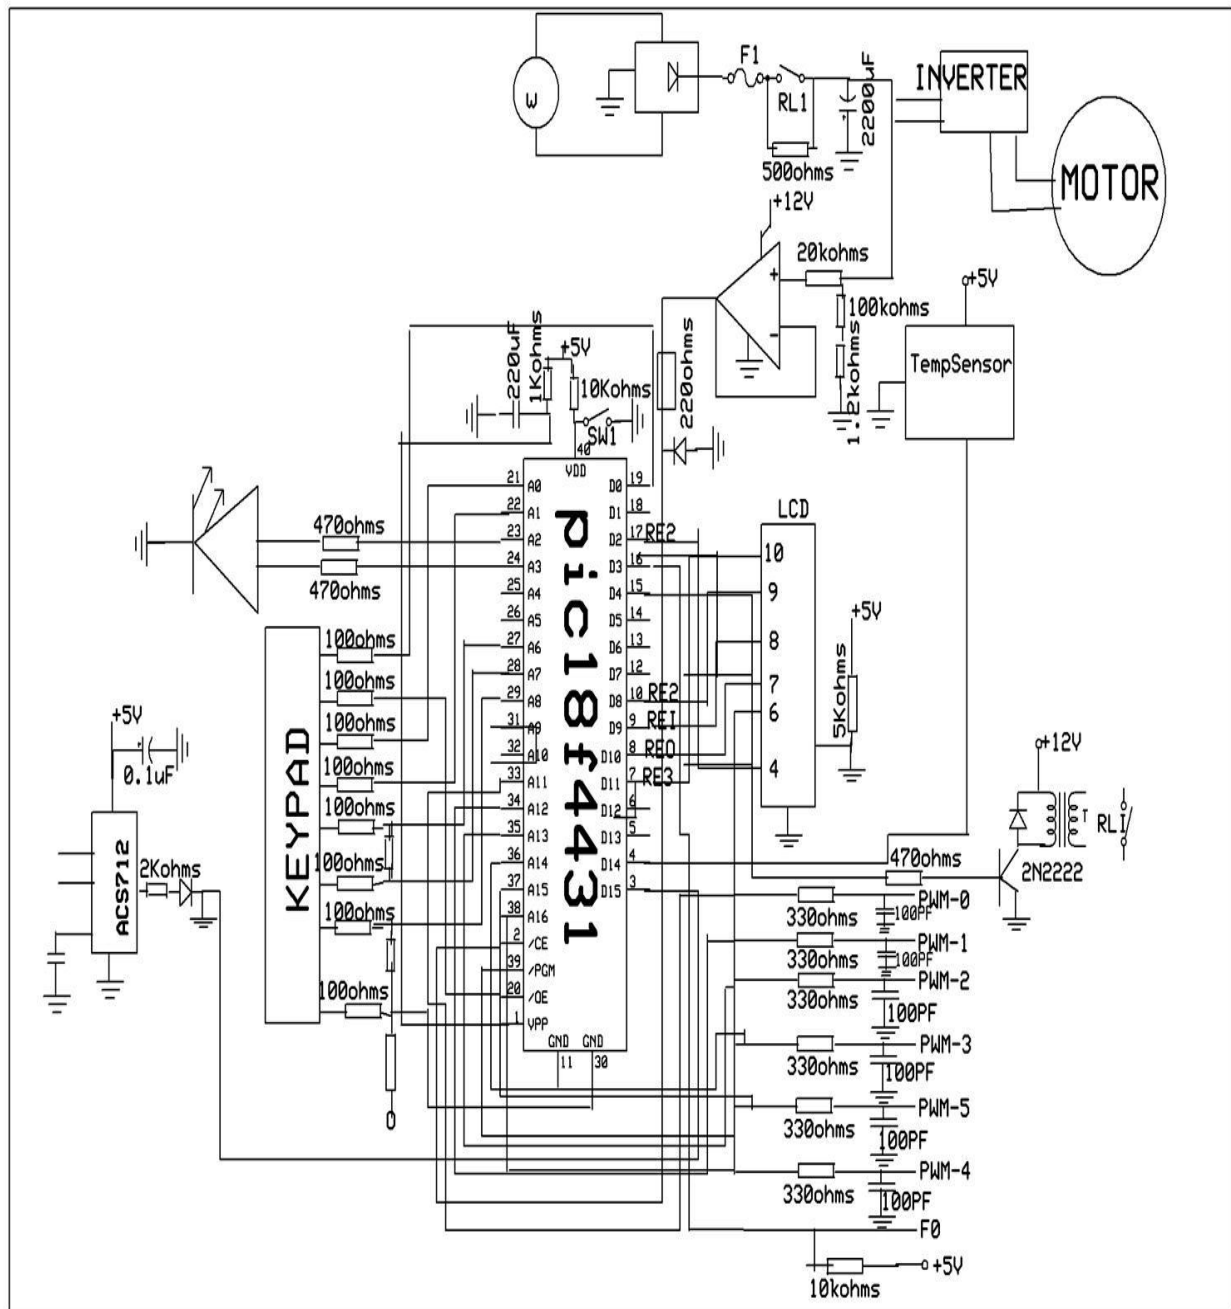 F1
RL1
2200uF
INVERTER
MOTOR
ω
500ohms
+12V
20kohms
100kohms
1.2kohms
+5V
TempSensor
220uF
1Kohms
+5V
10Kohms
SW1
220ohms
40
VDD
pic18f4431
21 A0
22 A1
23 A2
24 A3
25 A4
26 A5
27 A6
28 A7
29 A8
31 A9
32 A10
33 A11
34 A12
35 A13
36 A14
37 A15
38 A16
2 /CE
39 /PGM
20 /OE
1 VPP
GND GND
11 30
D0 19
D1 18
D2 17 RE2
D3 16
D4 15
D5 14
D6 13
D7 12
D8 10 RE2
D9 9 REI
D10 8 REO
D11 7 RE3
D12 6
D13 5
D14 4
D15 3
470ohms
470ohms
KEYPAD
100ohms
100ohms
100ohms
100ohms
100ohms
100ohms
100ohms
100ohms
+5V
0.1uF
ACS712
2Kohms
LCD
10
9
8
7
6
4
+5V
5Kohms
+12V
T
RLI
470ohms
2N2222
PWM-0
330ohms
100PF
PWM-1
330ohms
100PF
PWM-2
330ohms
100PF
PWM-3
330ohms
100PF
PWM-5
330ohms
100PF
PWM-4
330ohms
100PF
F0
+5V
10kohms